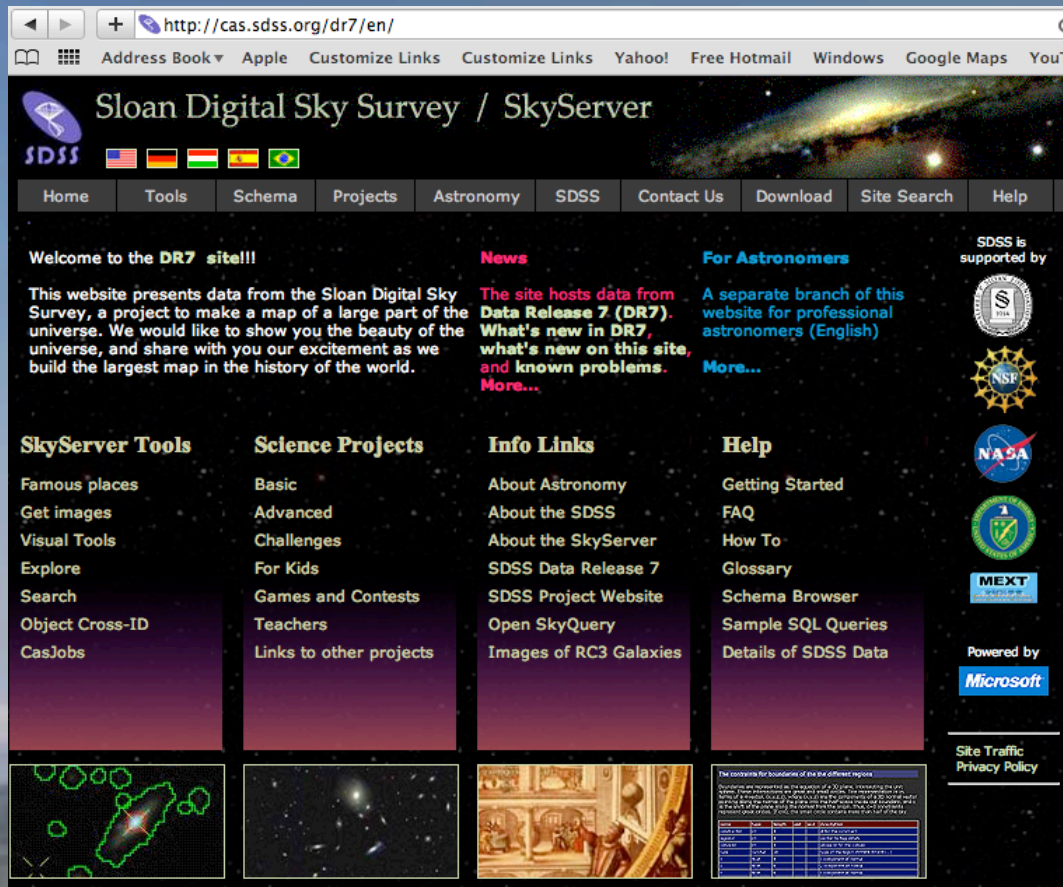 http://cas.sdss.org/dr7/en/
Address Book Apple Customize Links Customize Links Yahoo! Free Hotmail Windows Google Maps
Sloan Digital Sky Survey / SkyServer
SDSS
Home Tools Schema Projects Astronomy SDSS Contact Us Download Site Search Help
Welcome to the DR7 site!!!
This website presents data from the Sloan Digital Sky
Survey, a project to make a map of a large part of the
universe. We would like to show you the beauty of the
universe, and share with you our excitement as we
build the largest map in the history of the world.
News
The site hosts data from
Data Release 7 (DR7).
What's new in DR7,
what's new on this site,
and known problems.
More...
For Astronomers
A separate branch of this
website for professional
astronomers (English)
More...
SDSS is
supported by
NSF
NASA
MEXT
Powered by
Microsoft
Site Traffic
Privacy Policy
SkyServer Tools
Famous places
Get images
Visual Tools
Explore
Search
Object Cross-ID
CasJobs
Science Projects
Basic
Advanced
Challenges
For Kids
Games and Contests
Teachers
Links to other projects
Info Links
About Astronomy
About the SDSS
About the SkyServer
SDSS Data Release 7
SDSS Project Website
Open SkyQuery
Images of RC3 Galaxies
Help
Getting Started
FAQ
How To
Glossary
Schema Browser
Sample SQL Queries
Details of SDSS Data
The constraints for boundaries of the the different regions